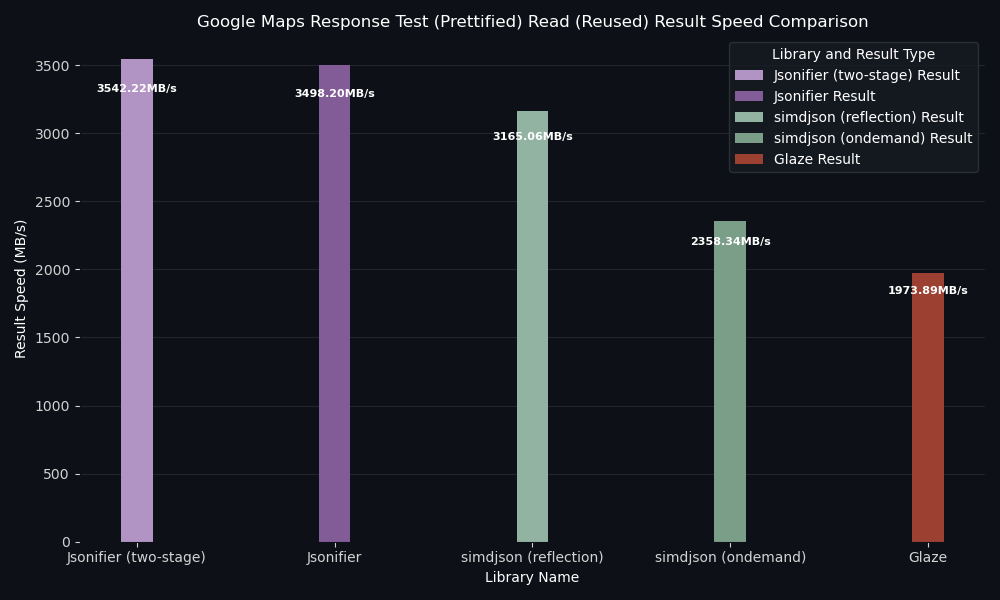 Google Maps Response Test (Prettified) Read (Reused) Result Speed Comparison
Library and Result Type
Jsonifier (two-stage) Result
Jsonifier Result
simdjson (reflection) Result
simdjson (ondemand) Result
Glaze Result
Result Speed (MB/s)
3500
3000
2500
2000
1500
1000
500
0
3542.22MB/s
3498.20MB/s
3165.06MB/s
2358.34MB/s
1973.89MB/s
Jsonifier (two-stage)
Jsonifier
simdjson (reflection)
simdjson (ondemand)
Glaze
Library Name